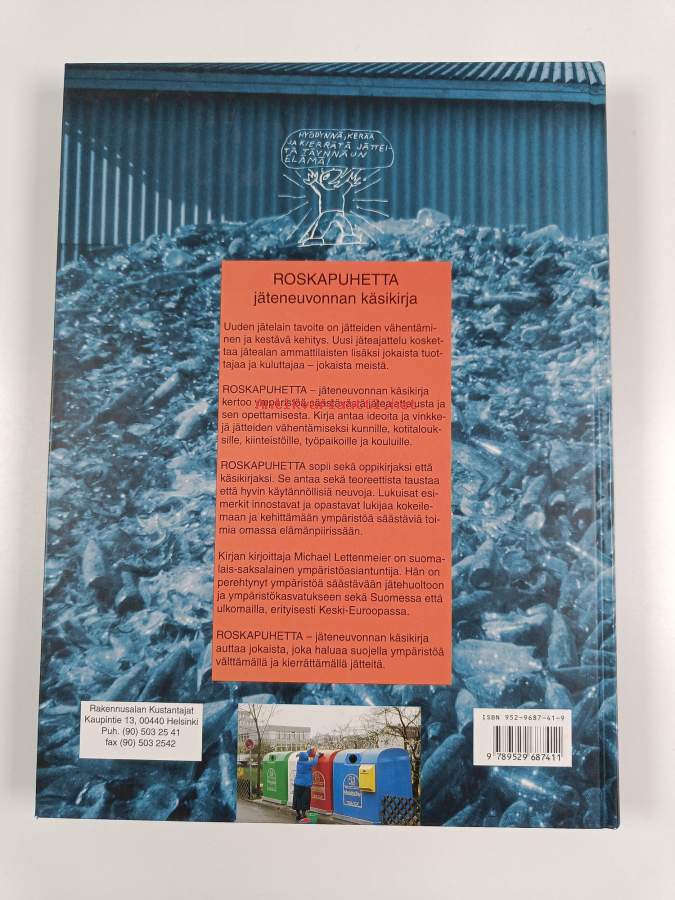 HYÖDYNNÄ, KERÄÄ
JA KIERRÄTÄ JÄTTEI-
TÄ TÄYNNÄ UN
ELÄMÄ!
ROSKAPUHETTA
jäteneuvonnan käsikirja
Uuden jätelain tavoite on jätteiden vähentämi-
nen ja kestävä kehitys. Uusi jäteajattelu kosket-
taa jätealan ammattilaisten lisäksi jokaista tuot-
tajaa ja kuluttajaa – jokaista meistä.
ROSKAPUHETTA – jäteneuvonnan käsikirja
kertoo ympäristöä säästävästä jäteajattelusta ja
sen opettamisesta. Kirja antaa ideoita ja vinkke-
jä jätteiden vähentämiseksi kunnille, kotitalouk-
sille, kiinteistöille, työpaikoille ja kouluille.
ROSKAPUHETTA sopii sekä oppikirjaksi että
käsikirjaksi. Se antaa sekä teoreettista taustaa
että hyvin käytännöllisiä neuvoja. Lukuisat esi-
merkit innostavat ja opastavat lukijaa kokeile-
maan ja kehittämään ympäristöä säästäviä toi-
mia omassa elämänpiirissään.
Kirjan kirjoittaja Michael Lettenmeier on suoma-
lais-saksalainen ympäristöasiantuntija. Hän on
perehtynyt ympäristöä säästävään jätehuoltoon
ja ympäristökasvatukseen sekä Suomessa että
ulkomailla, erityisesti Keski-Euroopassa.
ROSKAPUHETTA – jäteneuvonnan käsikirja
auttaa jokaista, joka haluaa suojella ympäristöä
välttämällä ja kierrättämällä jätteitä.
Rakennusalan Kustantajat
Kaupintie 13, 00440 Helsinki
Puh. (90) 503 25 41
fax (90) 503 2542
ISBN 952-9687-41-9
9 789529 687411